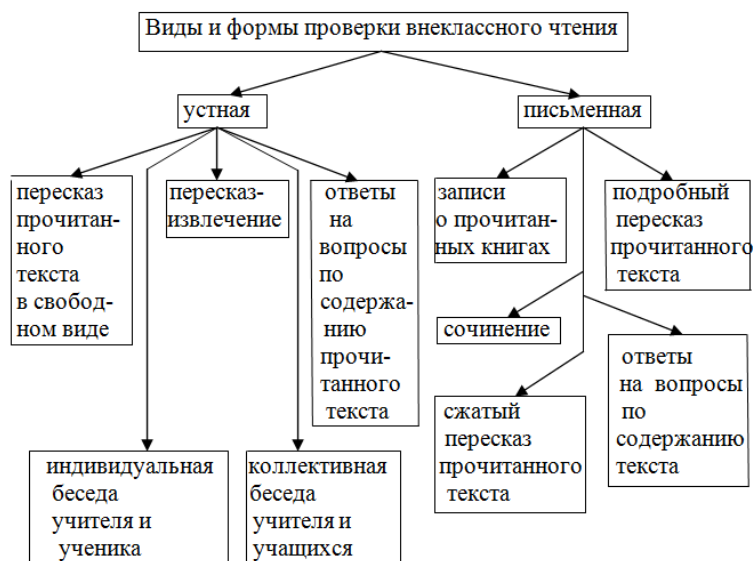 Виды и формы проверки внеклассного чтения
устная
письменная
пересказ
прочитан-
ного
текста
в свобод-
ном виде
пересказ-
извлечение
ответы
на
вопросы
по
содержа-
нию
прочи-
танного
текста
записи
о прочитан-
ных книгах
подробный
пересказ
прочитанного
текста
сочинение
ответы
на вопросы
по
содержанию
текста
сжатый
пересказ
прочитанного
текста
индивидуальная
беседа
учителя и
ученика
коллективная
беседа
учителя и
учащихся